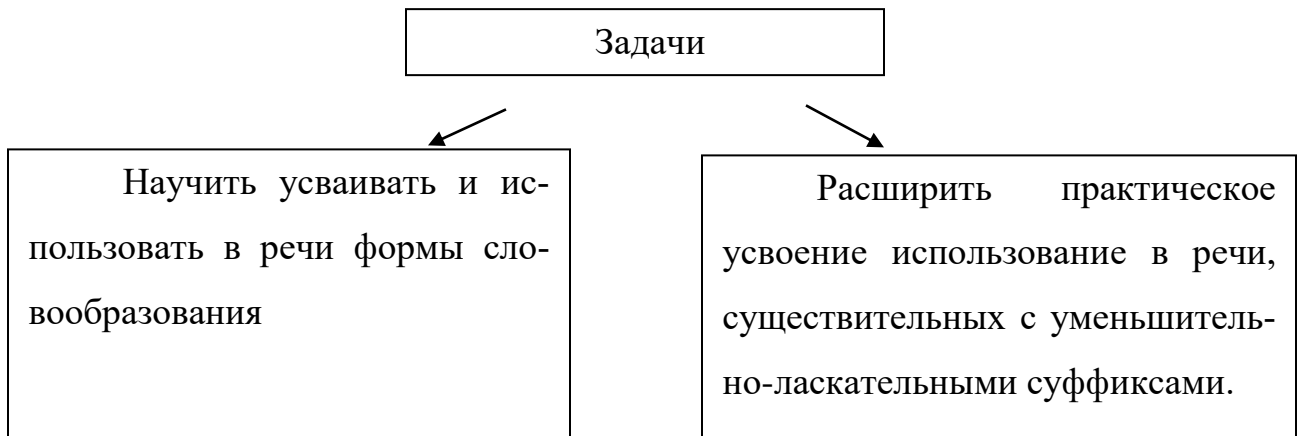 Задачи
Научить усваивать и ис-
пользовать в речи формы сло-
вообразования
Расширить практическое
усвоение использование в речи,
существительных с уменьшитель-
но-ласкательными суффиксами.